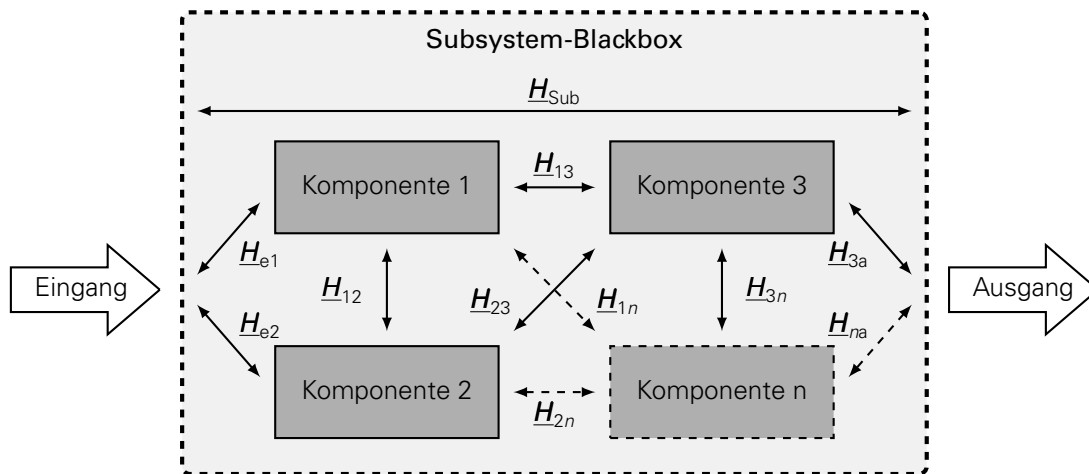 Subsystem-Blackbox
H_Sub
Komponente 1
H_13
Komponente 3
H_e1
H_3a
Eingang
H_12
H_23
H_1n
H_3n
Ausgang
H_e2
H_na
Komponente 2
H_2n
Komponente n